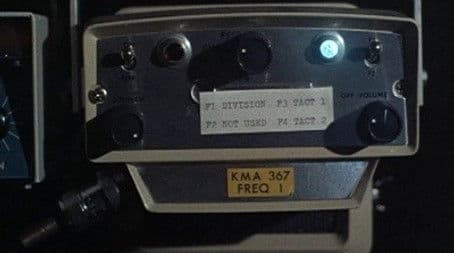 F1 DIVISION F3 TACT 1
F2 NOT USED F4 TACT 2
OFF VOLUME
KMA 367
FREQ 1